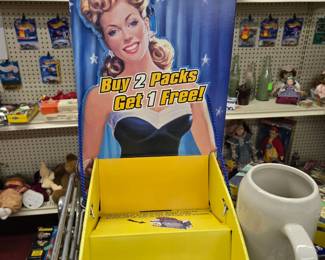 Buy 2 Packs
Get 1 Free!